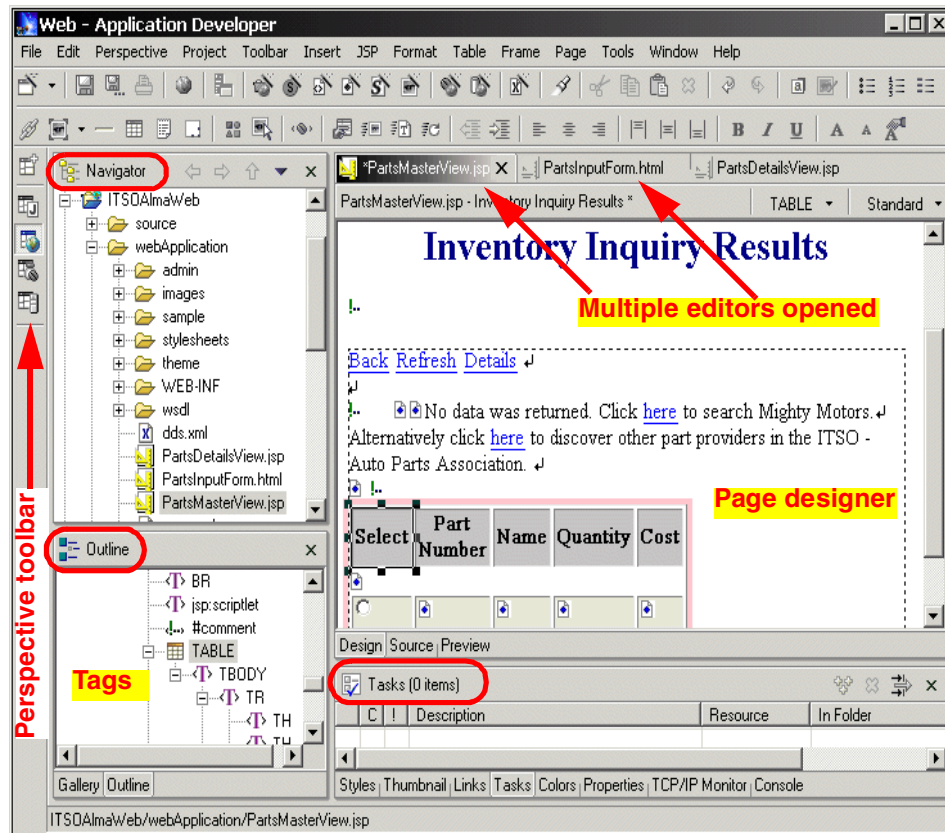 Web - Application Developer
File Edit Perspective Project Toolbar Insert JSP Format Table Frame Page Tools Window Help
B I U A A
Navigator
*PartsMasterView.jsp PartsInputForm.html PartsDetailsView.jsp
PartsMasterView.jsp - Inventory Inquiry Results * TABLE Standard
ITSOAlmaWeb
source
webApplication
admin
images
sample
stylesheets
theme
WEB-INF
wsdl
dds.xml
PartsDetailsView.jsp
PartsInputForm.html
PartsMasterView.jsp
Perspective toolbar
Inventory Inquiry Results
Multiple editors opened
Back Refresh Details
No data was returned. Click here to search Mighty Motors.
Alternatively click here to discover other part providers in the ITSO -
Auto Parts Association.
Page designer
Select Part Number Name Quantity Cost
Design Source Preview
Outline
BR
jsp:scriptlet
#comment
TABLE
TBODY
TR
TH
TH
Tags
Gallery Outline
Tasks (0 items)
C ! Description Resource In Folder
Styles Thumbnail Links Tasks Colors Properties TCP/IP Monitor Console
ITSOAlmaWeb/webApplication/PartsMasterView.jsp